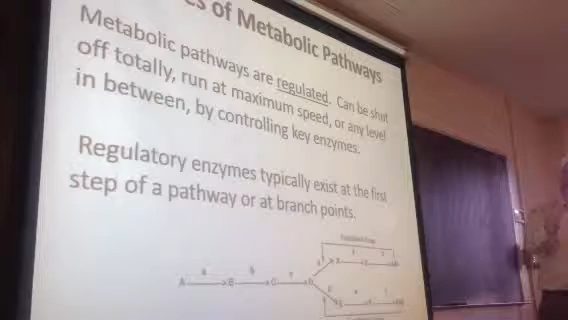 of Metabolic Pathways
Metabolic pathways are regulated. Can be shut
off totally, run at maximum speed, or any level
in between, by controlling key enzymes.
Regulatory enzymes typically exist at the first
step of a pathway or at branch points.
a b c
A B C D